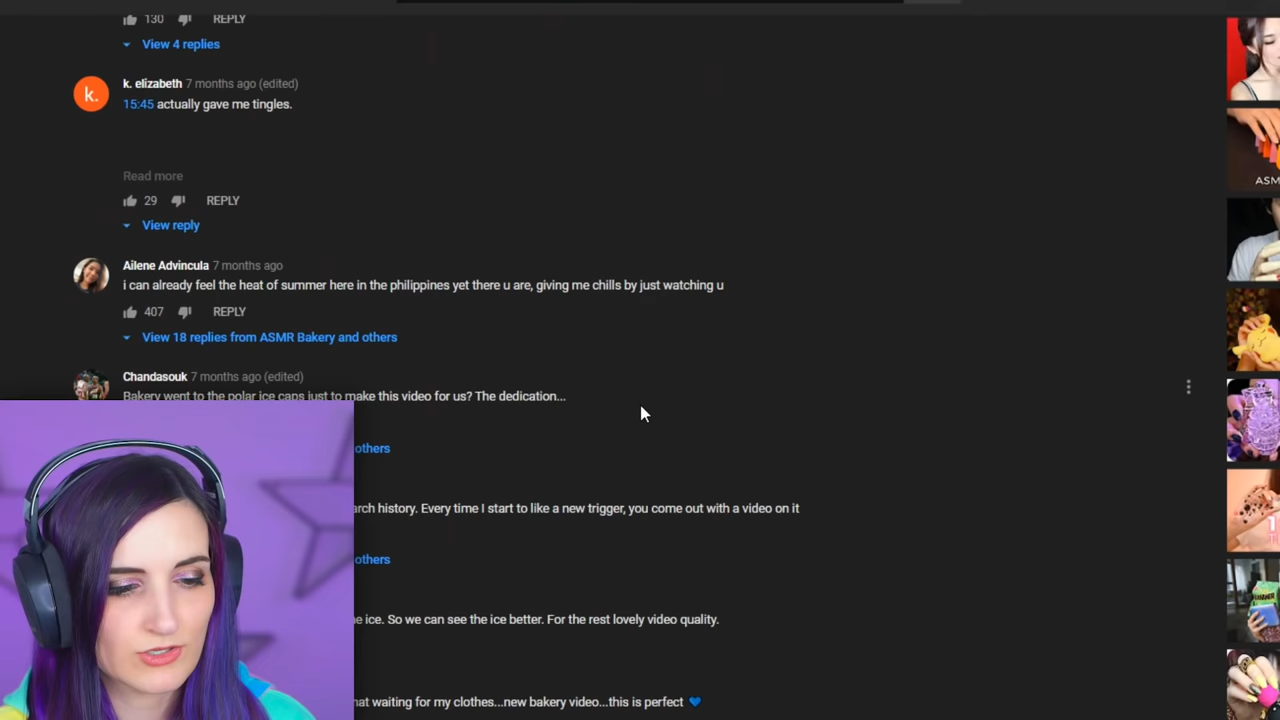 130 REPLY
View 4 replies
k. elizabeth 7 months ago (edited)
k.
15:45 actually gave me tingles.
Read more
29 REPLY
View reply
Ailene Advincula 7 months ago
i can already feel the heat of summer here in the philippines yet there u are, giving me chills by just watching u
407 REPLY
View 18 replies from ASMR Bakery and others
Chandasouk 7 months ago (edited)
Bakery went to the polar ice caps just to make this video for us? The dedication...
others
arch history. Every time I start to like a new trigger, you come out with a video on it
others
e ice. So we can see the ice better. For the rest lovely video quality.
hat waiting for my clothes...new bakery video...this is perfect 💙
ASM